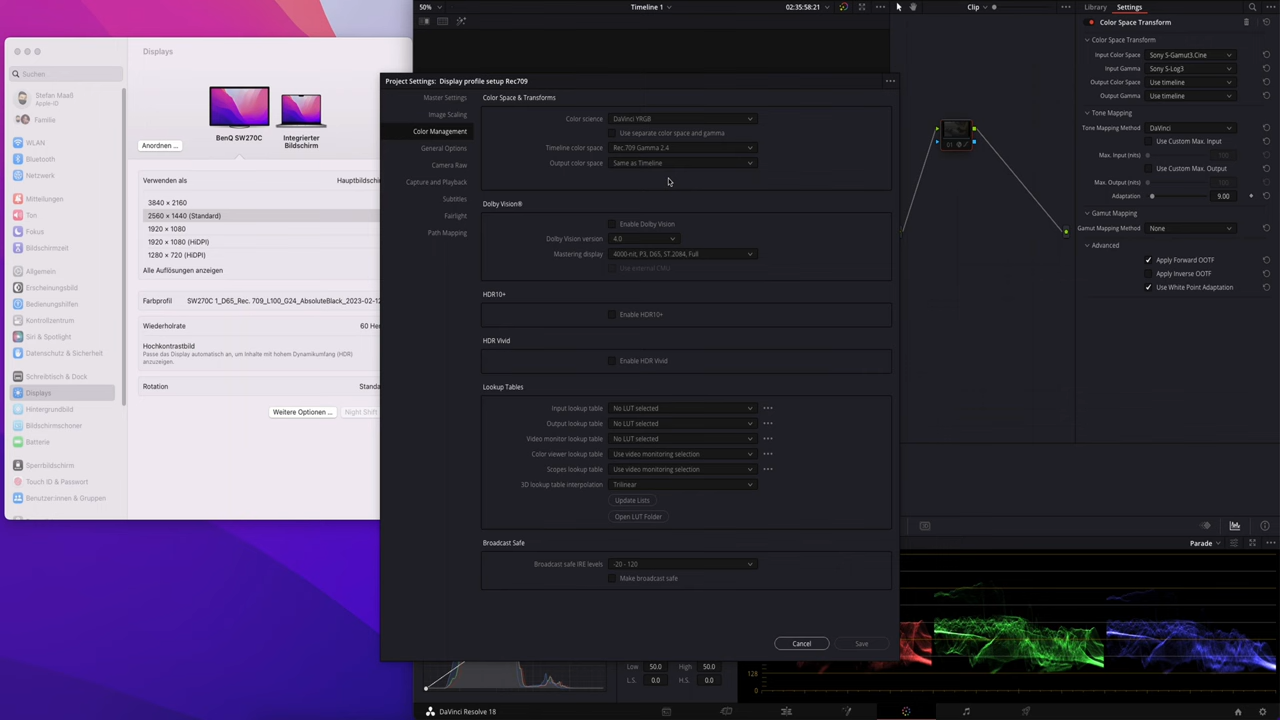 50%
Timeline 1
02:35:58:21
Clip
Library
Settings
Displays
Suchen
Stefan Maaß
Apple-ID
Familie
WLAN
Bluetooth
Netzwerk
Mitteilungen
Ton
Fokus
Bildschirmzeit
Allgemein
Erscheinungsbild
Bedienungshilfen
Kontrollzentrum
Siri & Spotlight
Datenschutz & Sicherheit
Schreibtisch & Dock
Displays
Hintergrundbild
Bildschirmschoner
Batterie
Sperrbildschirm
Touch ID & Passwort
Benutzer:innen & Gruppen
BenQ SW270C
Integrierter
Bildschirm
Anordnen ...
Verwenden als
Hauptbildschi
3840 × 2160
2560 × 1440 (Standard)
1920 × 1080
1920 × 1080 (HiDPI)
1280 × 720 (HiDPI)
Alle Auflösungen anzeigen
Farbprofil
SW270C 1_D65_Rec. 709_L100_G24_AbsoluteBlack_2023-02-12
Wiederholrate
60 He
Hochkontrastbild
Passe das Display automatisch an, um Inhalte mit hohem Dynamikumfang (HDR)
anzuzeigen.
Rotation
Standa
Weitere Optionen ...
Night Shift
Project Settings: Display profile setup Rec709
Master Settings
Image Scaling
Color Management
General Options
Camera Raw
Capture and Playback
Subtitles
Fairlight
Path Mapping
Color Space & Transforms
Color science
DaVinci YRGB
Use separate color space and gamma
Timeline color space
Rec.709 Gamma 2.4
Output color space
Same as Timeline
Dolby Vision®
Enable Dolby Vision
Dolby Vision version
4.0
Mastering display
4000-nit, P3, D65, ST.2084, Full
Use external CMU
HDR10+
Enable HDR10+
HDR Vivid
Enable HDR Vivid
Lookup Tables
Input lookup table
No LUT selected
Output lookup table
No LUT selected
Video monitor lookup table
No LUT selected
Color viewer lookup table
Use video monitoring selection
Scopes lookup table
Use video monitoring selection
3D lookup table interpolation
Trilinear
Update Lists
Open LUT Folder
Broadcast Safe
Broadcast safe IRE levels
-20 - 120
Make broadcast safe
Cancel
Save
01
Color Space Transform
Color Space Transform
Input Color Space
Sony S-Gamut3.Cine
Input Gamma
Sony S-Log3
Output Color Space
Use timeline
Output Gamma
Use timeline
Tone Mapping
Tone Mapping Method
DaVinci
Use Custom Max. Input
Max. Input (nits)
100
Use Custom Max. Output
Max. Output (nits)
100
Adaptation
9.00
Gamut Mapping
Gamut Mapping Method
None
Advanced
Apply Forward OOTF
Apply Inverse OOTF
Use White Point Adaptation
Parade
128
0
Low
50.0
High
50.0
L.S.
0.0
H.S.
0.0
DaVinci Resolve 18